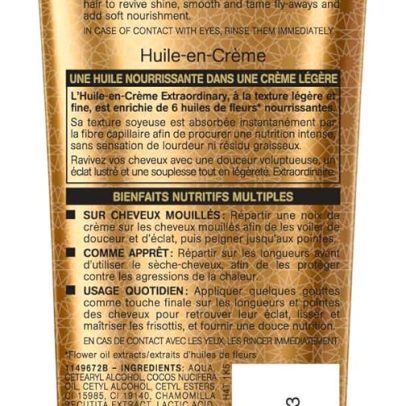 hair to revive shine, smooth and tame fly-aways and
add soft nourishment.
IN CASE OF CONTACT WITH EYES, RINSE THEM IMMEDIATELY.
Huile-en-Crème
UNE HUILE NOURRISSANTE DANS UNE CRÈME LÉGÈRE
L'Huile-en-Crème Extraordinary, à la texture légère et
fine, est enrichie de 6 huiles de fleurs* nourrissantes.
Sa texture soyeuse est absorbée instantanément par
la fibre capillaire afin de procurer une nutrition intense,
sans sensation de lourdeur ni résidu graisseux.
Ravivez vos cheveux avec une douceur voluptueuse, un
éclat lustré et une souplesse tout en légèreté. Extraordinaire.
BIENFAITS NUTRITIFS MULTIPLES
SUR CHEVEUX MOUILLÉS: Répartir une noix de
crème sur les cheveux mouillés afin de les voiler de
douceur et d'éclat, puis peigner jusqu'aux pointes.
COMME APPRÊT: Répartir sur les longueurs avant
d'utiliser le sèche-cheveux, afin de les protéger
contre les agressions de la chaleur.
USAGE QUOTIDIEN: Appliquer quelques gouttes
comme touche finale sur les longueurs et pointes
des cheveux pour retrouver leur éclat, lisser et
maîtriser les frisottis, et fournir une douce nutrition.
EN CAS DE CONTACT AVEC LES YEUX, LES RINCER IMMÉDIATEMENT.
*Flower oil extracts/extraits d'huiles de fleurs
1149672B - INGREDIENTS: AQUA
CETEARYL ALCOHOL, COCOS NUCIFERA
OIL, CETYL ALCOHOL, CETYL ESTERS,
CI 15985, CI 19140, CHAMOMILLA
RECUTITA EXTRACT, LACTIC ACID
3